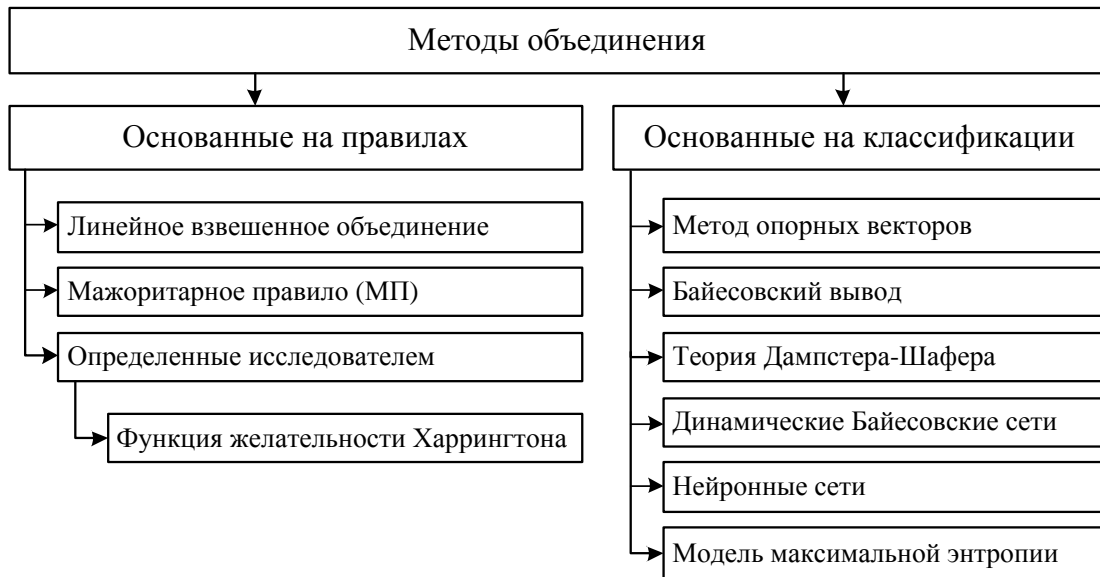 Методы объединения
Основанные на правилах
Линейное взвешенное объединение
Мажоритарное правило (МП)
Определенные исследователем
Функция желательности Харрингтона
Основанные на классификации
Метод опорных векторов
Байесовский вывод
Теория Дампстера-Шафера
Динамические Байесовские сети
Нейронные сети
Модель максимальной энтропии